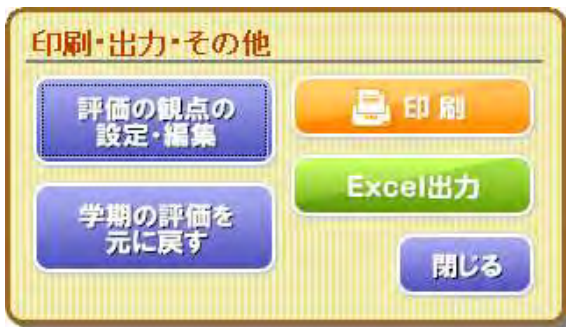 印刷・出力・その他
評価の観点の
設定・編集
印刷
Excel出力
学期の評価を
元に戻す
閉じる